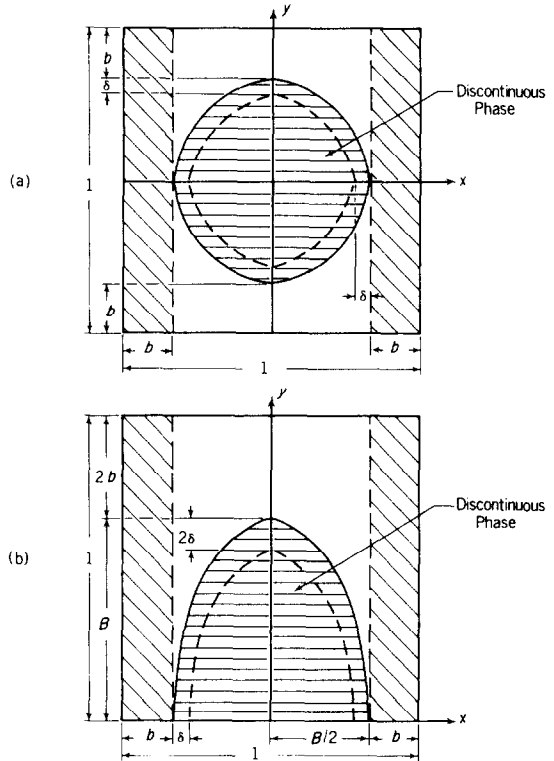 y
b
δ
Discontinuous
Phase
(a)
1
x
δ
b
b
b
1
y
2b
Discontinuous
Phase
2δ
(b)
1
B
x
b
δ
B/2
b
1